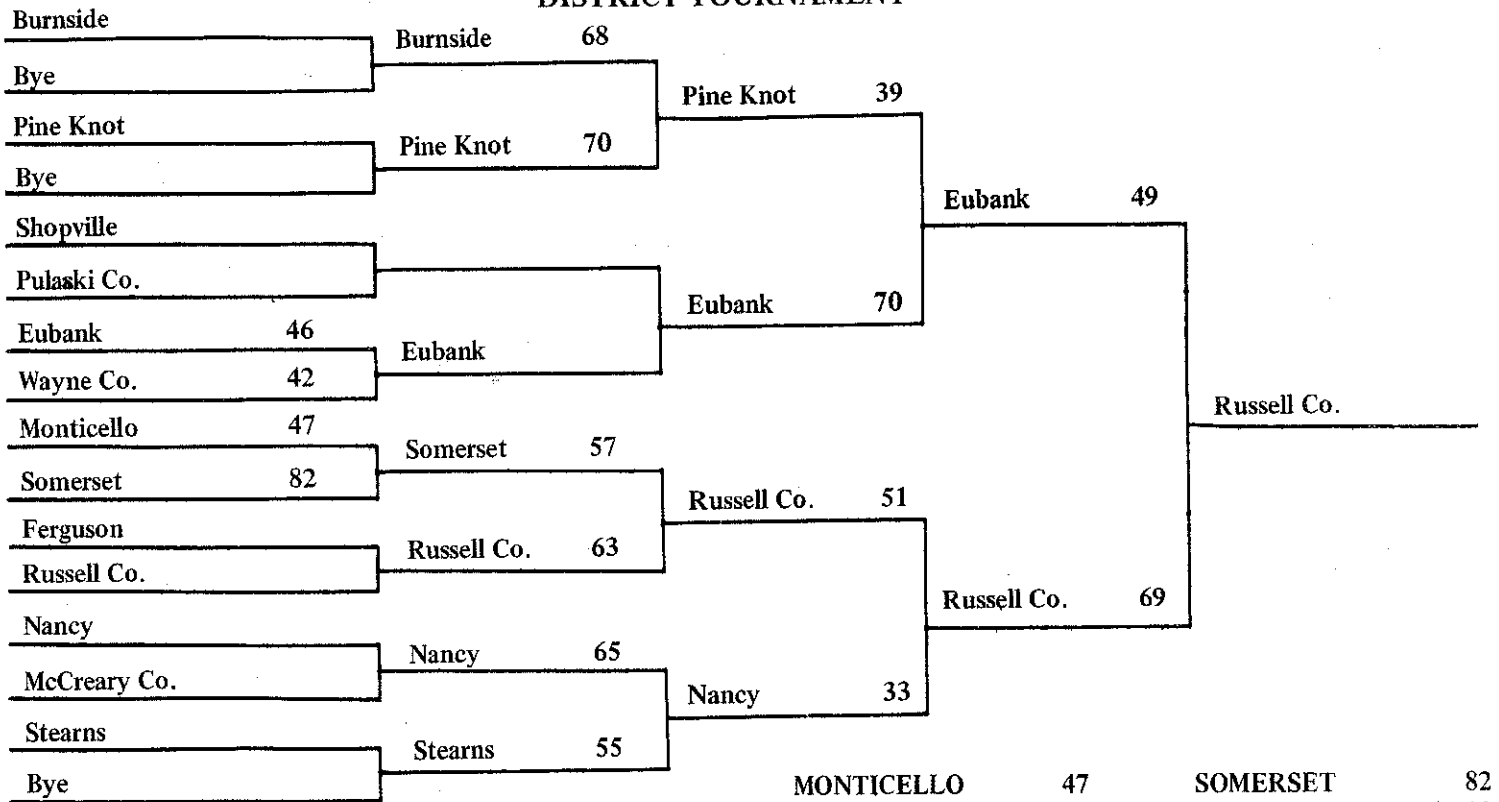 DISTRICT TOURNAMENT
Burnside
Bye
Pine Knot
Bye
Shopville
Pulaski Co.
Eubank 46
Wayne Co. 42
Monticello 47
Somerset 82
Ferguson
Russell Co.
Nancy
McCreary Co.
Stearns
Bye
Burnside 68
Pine Knot 70
Eubank
Somerset 57
Russell Co. 63
Nancy 65
Stearns 55
Pine Knot 39
Eubank 70
Russell Co. 51
Nancy 33
Eubank 49
Russell Co. 69
Russell Co.
MONTICELLO 47 SOMERSET 82